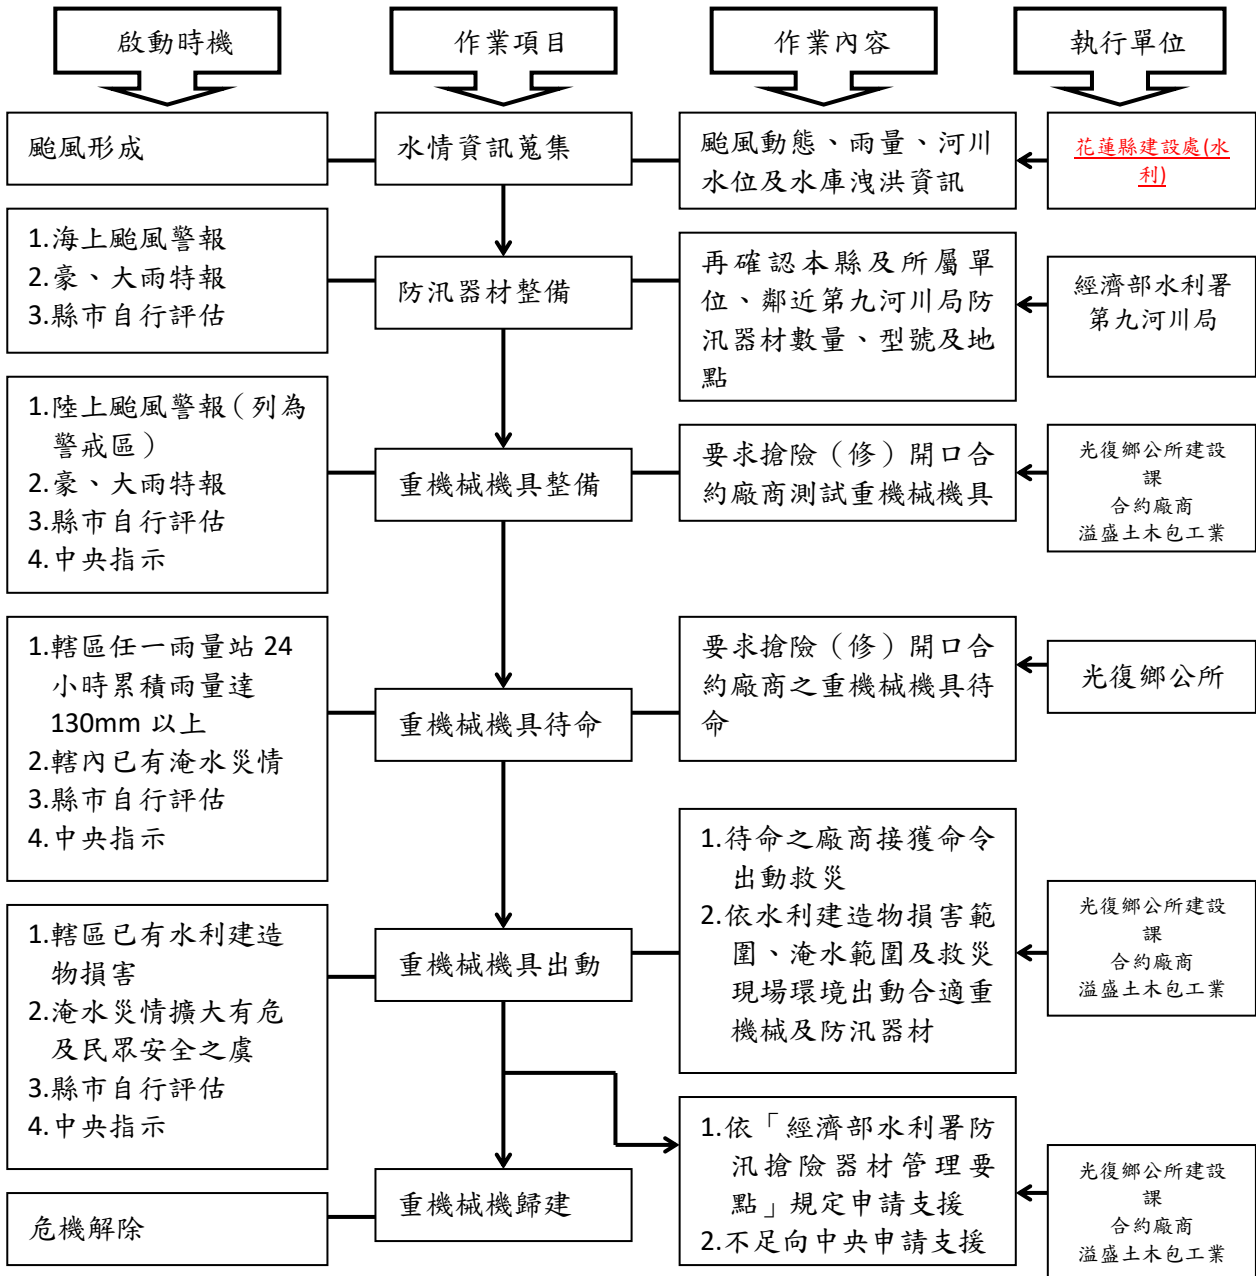 啟動時機
作業項目
作業內容
執行單位
颱風形成
水情資訊蒐集
颱風動態、雨量、河川
水位及水庫洩洪資訊
花蓮縣建設處(水
利)
1.海上颱風警報
2.豪、大雨特報
3.縣市自行評估
防汛器材整備
再確認本縣及所屬單
位、鄰近第九河川局防
汛器材數量、型號及地
點
經濟部水利署
第九河川局
1.陸上颱風警報（列為
警戒區）
2.豪、大雨特報
3.縣市自行評估
4.中央指示
重機械機具整備
要求搶險（修）開口合
約廠商測試重機械機具
光復鄉公所建設
課
合約廠商
溢盛土木包工業
1.轄區任一雨量站 24
小時累積雨量達
130mm 以上
2.轄內已有淹水災情
3.縣市自行評估
4.中央指示
重機械機具待命
要求搶險（修）開口合
約廠商之重機械機具待
命
光復鄉公所
1.轄區已有水利建造
物損害
2.淹水災情擴大有危
及民眾安全之虞
3.縣市自行評估
4.中央指示
重機械機具出動
1.待命之廠商接獲命令
出動救災
2.依水利建造物損害範
圍、淹水範圍及救災
現場環境出動合適重
機械及防汛器材
光復鄉公所建設
課
合約廠商
溢盛土木包工業
危機解除
重機械機歸建
1.依「經濟部水利署防
汛搶險器材管理要
點」規定申請支援
2.不足向中央申請支援
光復鄉公所建設
課
合約廠商
溢盛土木包工業